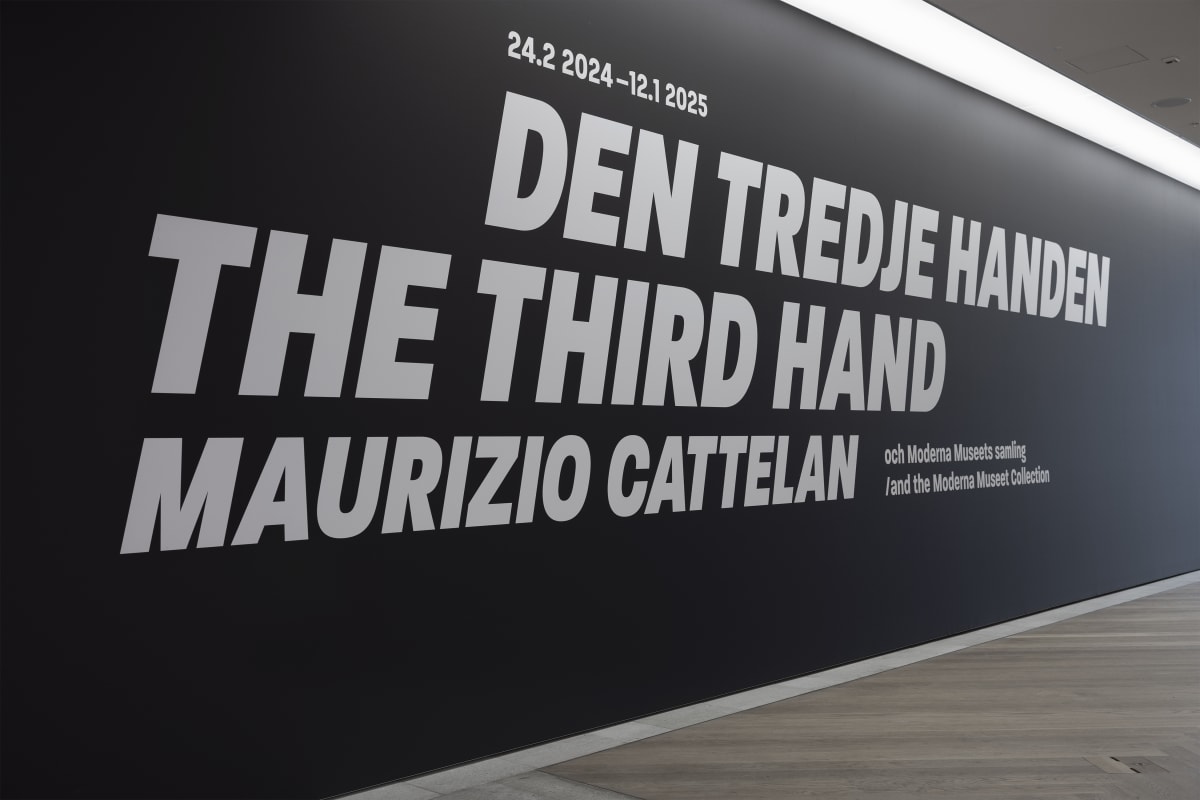 24.2 2024–12.1 2025
DEN TREDJE HANDEN
THE THIRD HAND
MAURIZIO CATTELAN
och Moderna Museets samling
/and the Moderna Museet Collection